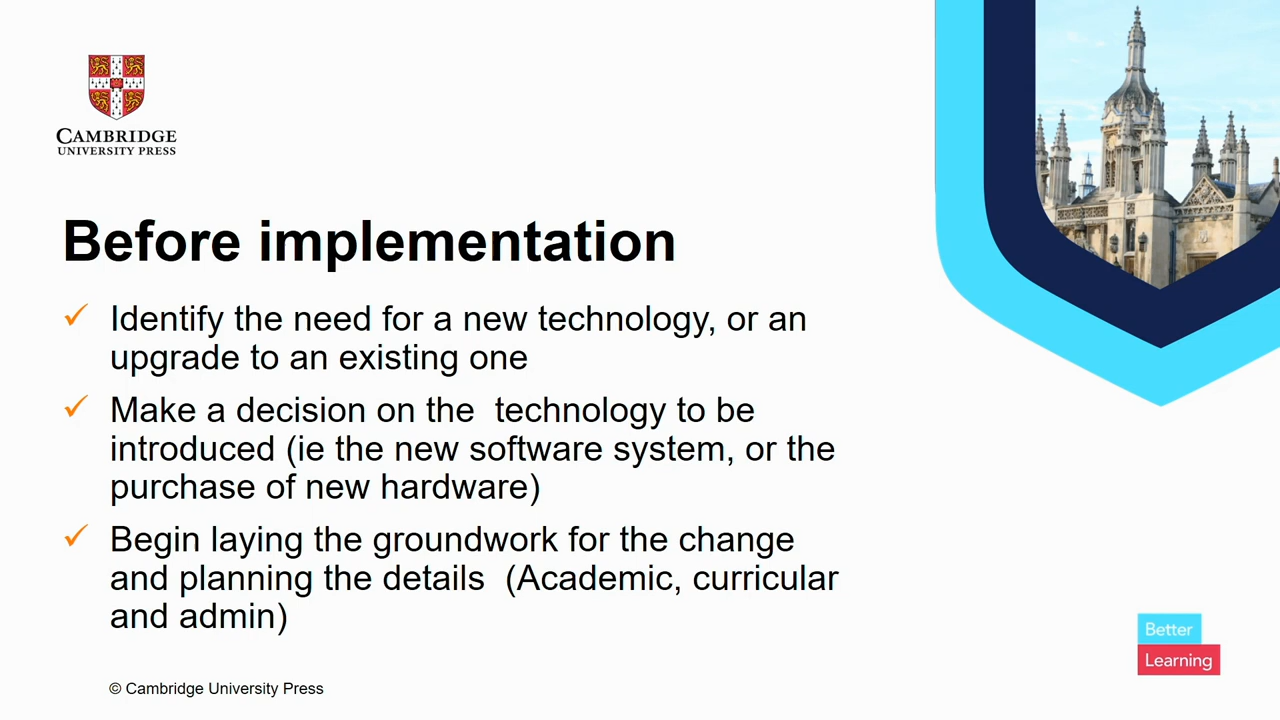 CAMBRIDGE
UNIVERSITY PRESS
Before implementation
✓ Identify the need for a new technology, or an
upgrade to an existing one
✓ Make a decision on the  technology to be
introduced (ie the new software system, or the
purchase of new hardware)
✓ Begin laying the groundwork for the change
and planning the details  (Academic, curricular
and admin)
Better
Learning
© Cambridge University Press